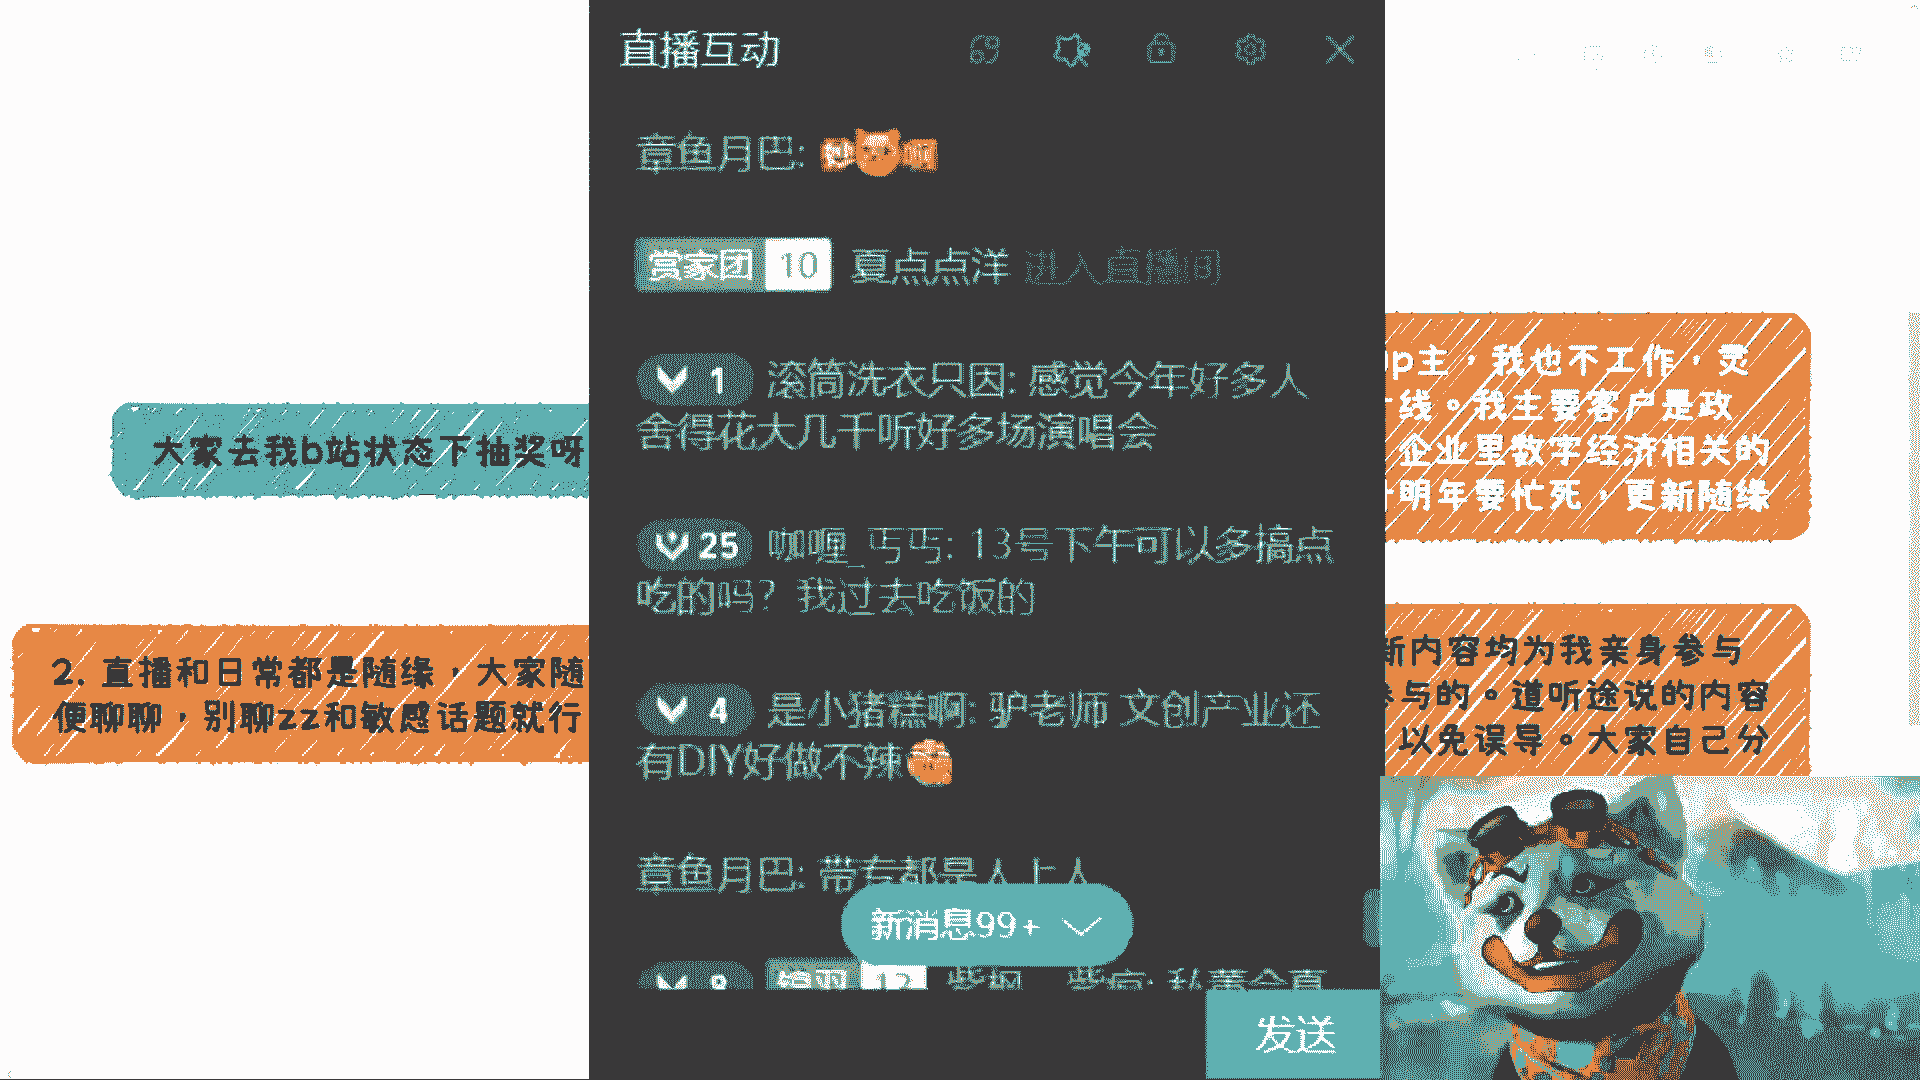 直播互动
章鱼月巴:
赏家团 10 夏点点洋 进入直播间
1 滚筒洗衣只因: 感觉今年好多人
舍得花大几千听好多场演唱会
25 咖喱_丐丐: 13号下午可以多搞点
吃的吗？我过去吃饭的
4 是小猪糕啊: 驴老师 文创产业还
有DIY好做不辣
章鱼月巴: 带专都是人上人
新消息99+
8 12
发送
大家去我b站状态下抽奖呀
2. 直播和日常都是随缘，大家随
便聊聊，别聊zz和敏感话题就行
up主，我也不工作，灵
线。我主要客户是政
企业里数字经济相关的
明年要忙死，更新随缘
新内容均为我亲身参与
参与的。道听途说的内容
以免误导。大家自己分